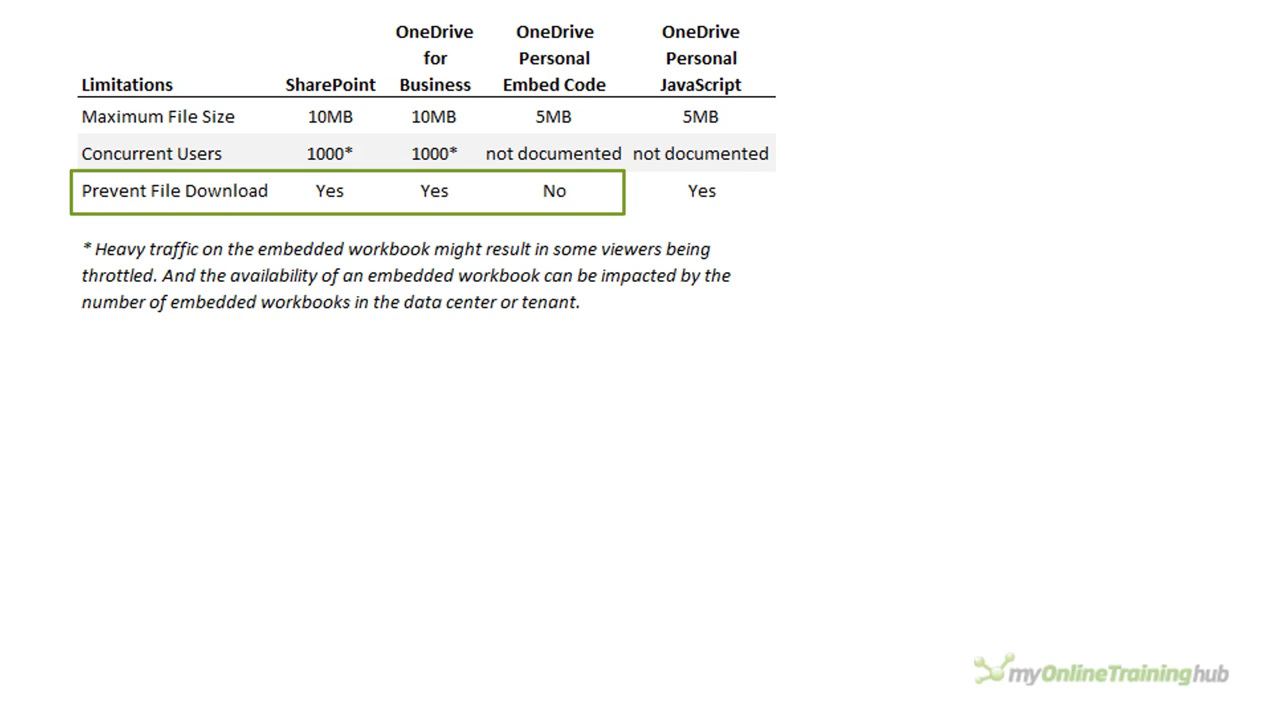 OneDrive OneDrive OneDrive
for Personal Personal
Limitations SharePoint Business Embed Code JavaScript
Maximum File Size 10MB 10MB 5MB 5MB
Concurrent Users 1000* 1000* not documented not documented
Prevent File Download Yes Yes No Yes
* Heavy traffic on the embedded workbook might result in some viewers being
throttled. And the availability of an embedded workbook can be impacted by the
number of embedded workbooks in the data center or tenant.
myOnlineTraininghub